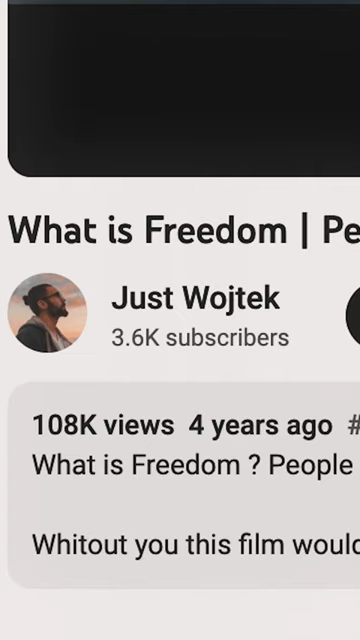 What is Freedom | Pe
Just Wojtek
3.6K subscribers
108K views 4 years ago #
What is Freedom ? People
Whitout you this film would